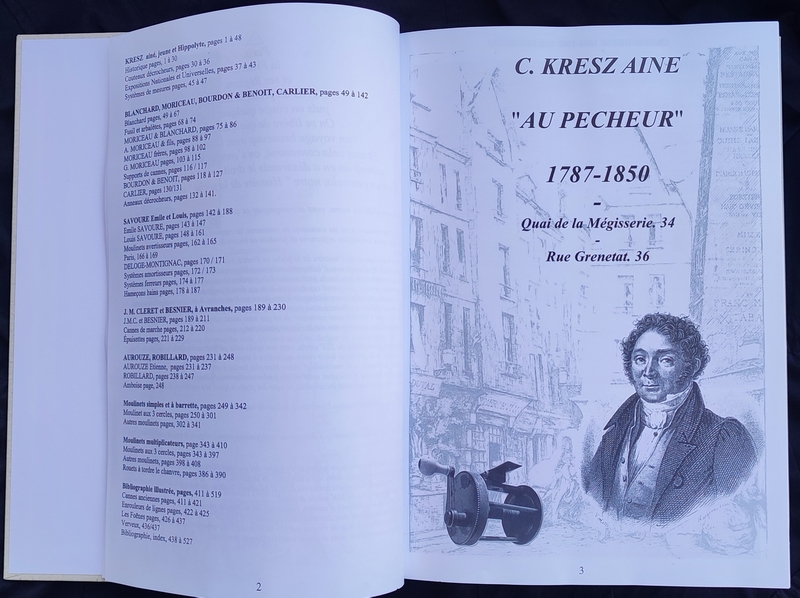 KRESZ ainé, jeune et Hippolyte, pages 1 à 48
Historique pages, 1 à 30
Couteaux décrocheurs, pages 30 à 36
Expositions Nationales et Universelles, pages 37 à 43
Systèmes de mesures pages, 45 à 47
BLANCHARD, MORICEAU, BOURDON & BENOIT, CARLIER, pages 49 à 142
Blanchard pages, 49 à 67
Fusil et arbalètes, pages 68 à 74
MORICEAU & BLANCHARD, pages 75 à 86
A. MORICEAU & fils, pages 88 à 97
MORICEAU frères, pages 98 à 102
G. MORICEAU pages, 103 à 115
Supports de cannes, pages 116 / 117
BOURDON & BENOIT, pages 118 à 127
CARLIER, pages 130/131
Anneaux décrocheurs, pages 132 à 141.
SAVOURE Emile et Louis, pages 142 à 188
Emile SAVOURE, pages 143 à 147
Louis SAVOURE, pages 148 à 161
Moulinets avertisseurs pages, 162 à 165
Paris, 166 à 169
DELOGE-MONTIGNAC, pages 170 / 171
Systèmes amortisseurs pages, 172 / 173
Systèmes ferreurs pages, 174 à 177
Hameçons hains pages, 178 à 187
J. M. CLERET et BESNIER, à Avranches, pages 189 à 230
J.M.C. et BESNIER, pages 189 à 211
Cannes de marche pages, 212 à 220
Épuisettes pages, 221 à 229
AUROUZE, ROBILLARD, pages 231 à 248
AUROUZE Etienne, pages 231 à 237
ROBILLARD, pages 238 à 247
Amboise page, 248
Moulinets simples et à barrette, pages 249 à 342
Moulinet aux 3 cercles, pages 250 à 301
Autres moulinets, pages 302 à 341
Moulinets multiplicateurs, pages 343 à 410
Moulinets aux 3 cercles, pages 343 à 397
Autres moulinets, pages 398 à 408
Rouets à tordre le chanvre, pages 386 à 390
Bibliographie illustrée, pages, 411 à 519
Cannes anciennes pages, 411 à 421
Enrouleurs de lignes pages, 422 à 425
Les Foënes pages, 426 à 437
Verveux, 436/437
Bibliographie, index, 438 à 527
2
C. KRESZ AINE
"AU PECHEUR"
1787-1850
-
Quai de la Mégisserie. 34
-
Rue Grenetat. 36
3